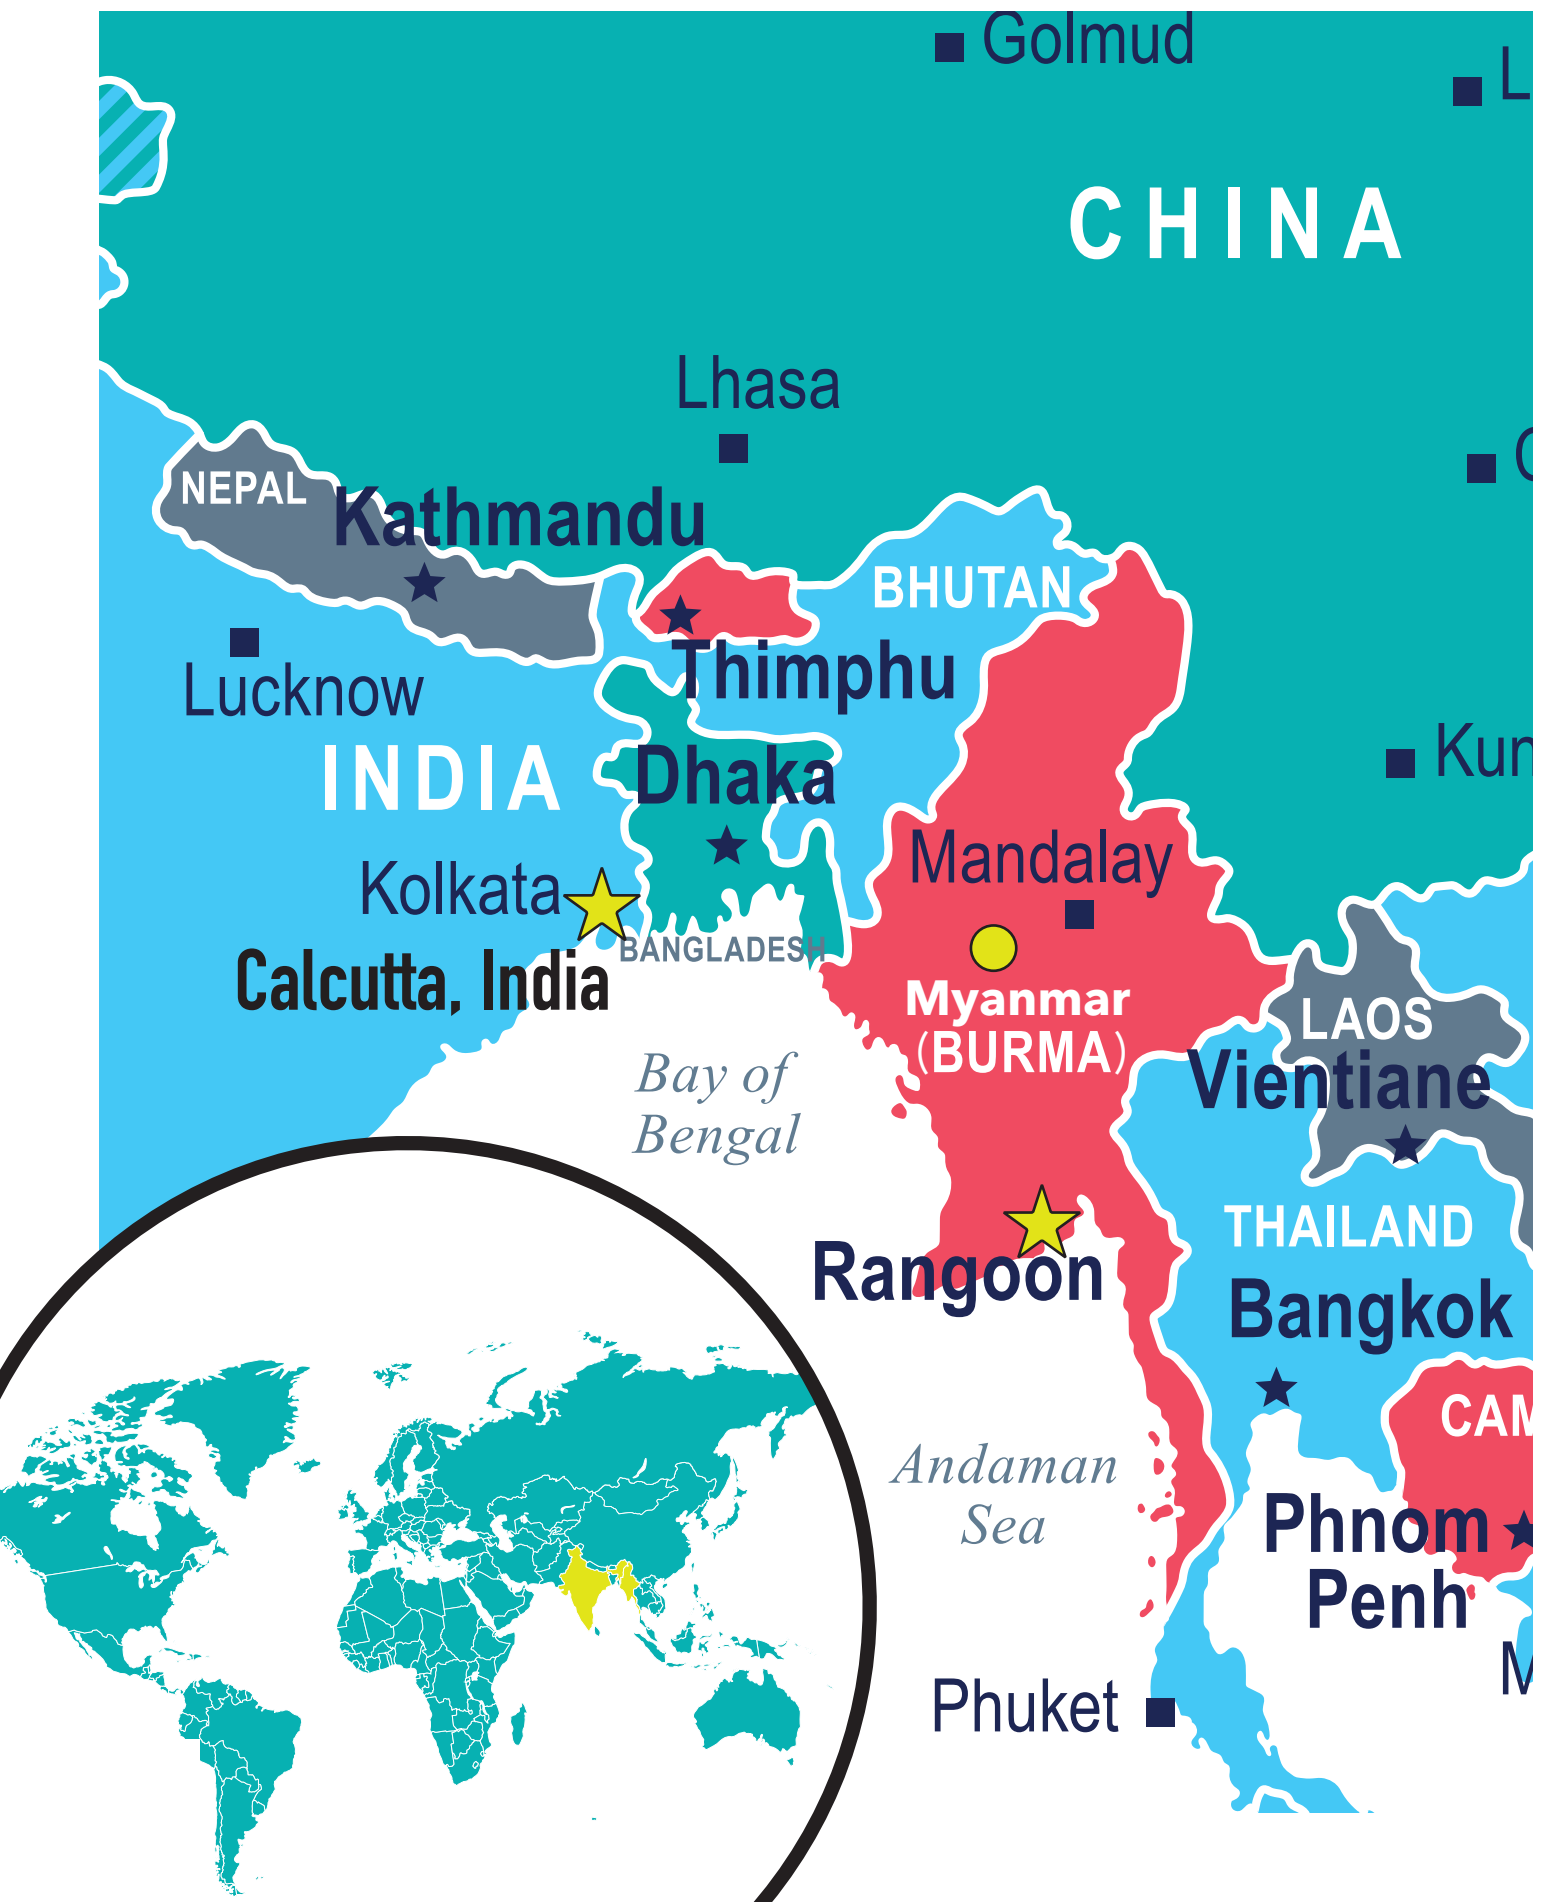 Golmud
L
CHINA
Lhasa
NEPAL
Kathmandu
BHUTAN
Thimphu
Lucknow
INDIA
Dhaka
Kun
Kolkata
Mandalay
Calcutta, India
BANGLADESH
Myanmar
(BURMA)
LAOS
Vientiane
Bay of
Bengal
THAILAND
Rangoon
Bangkok
CAM
Andaman
Sea
Phnom
Penh
Phuket